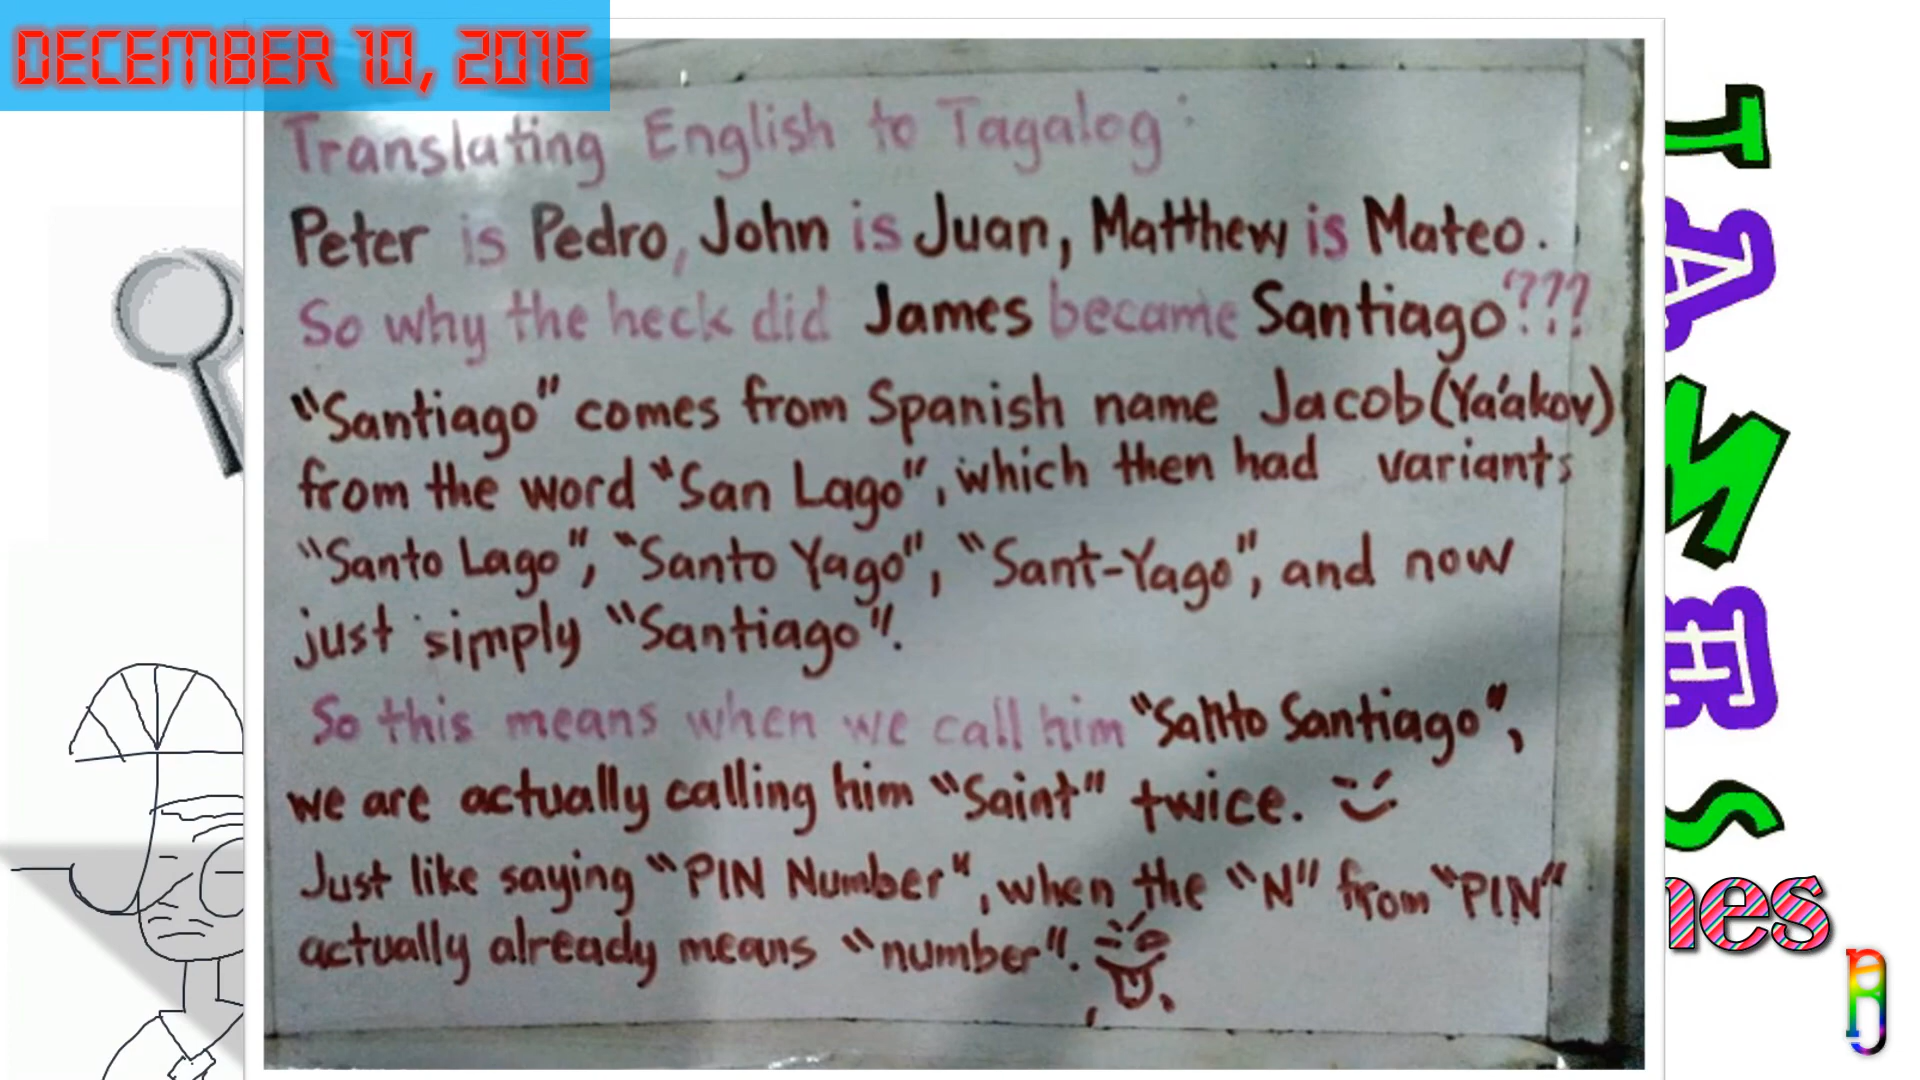 DECEMBER 10, 2016
Translating English to Tagalog:
Peter is Pedro, John is Juan, Matthew is Mateo.
So why the heck did James became Santiago???
"Santiago" comes from Spanish name Jacob (Ya'akov)
from the word "San Lago", which then had variants
"Santo Lago", "Santo Yago", "Sant-Yago", and now
just simply "Santiago".
So this means when we call him "Santo Santiago",
we are actually calling him "Saint" twice.
Just like saying "PIN Number", when the "N" from "PIN"
actually already means "number".
JAMES
mes